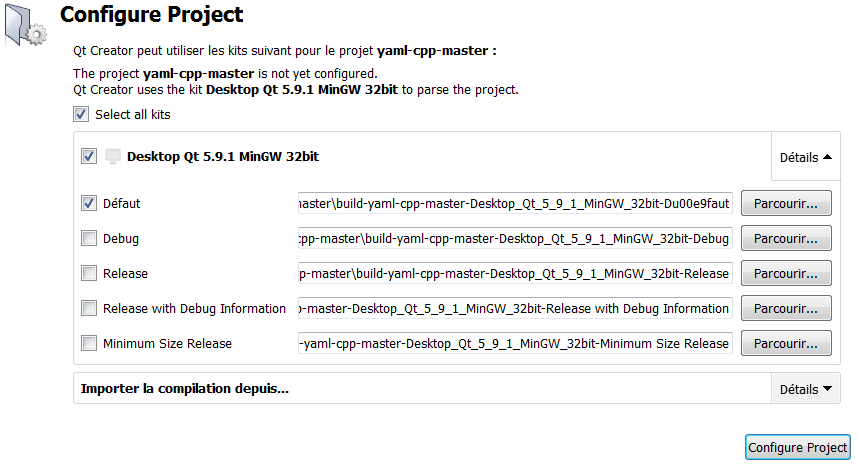 Configure Project
Qt Creator peut utiliser les kits suivant pour le projet yaml-cpp-master :
The project yaml-cpp-master is not yet configured.
Qt Creator uses the kit Desktop Qt 5.9.1 MinGW 32bit to parse the project.
Select all kits
Desktop Qt 5.9.1 MinGW 32bit Détails
Défaut master\build-yaml-cpp-master-Desktop_Qt_5_9_1_MinGW_32bit-Du00e9faut Parcourir...
Debug cpp-master\build-yaml-cpp-master-Desktop_Qt_5_9_1_MinGW_32bit-Debug Parcourir...
Release p-master\build-yaml-cpp-master-Desktop_Qt_5_9_1_MinGW_32bit-Release Parcourir...
Release with Debug Information p-master-Desktop_Qt_5_9_1_MinGW_32bit-Release with Debug Information Parcourir...
Minimum Size Release -yaml-cpp-master-Desktop_Qt_5_9_1_MinGW_32bit-Minimum Size Release Parcourir...
Importer la compilation depuis... Détails
Configure Project